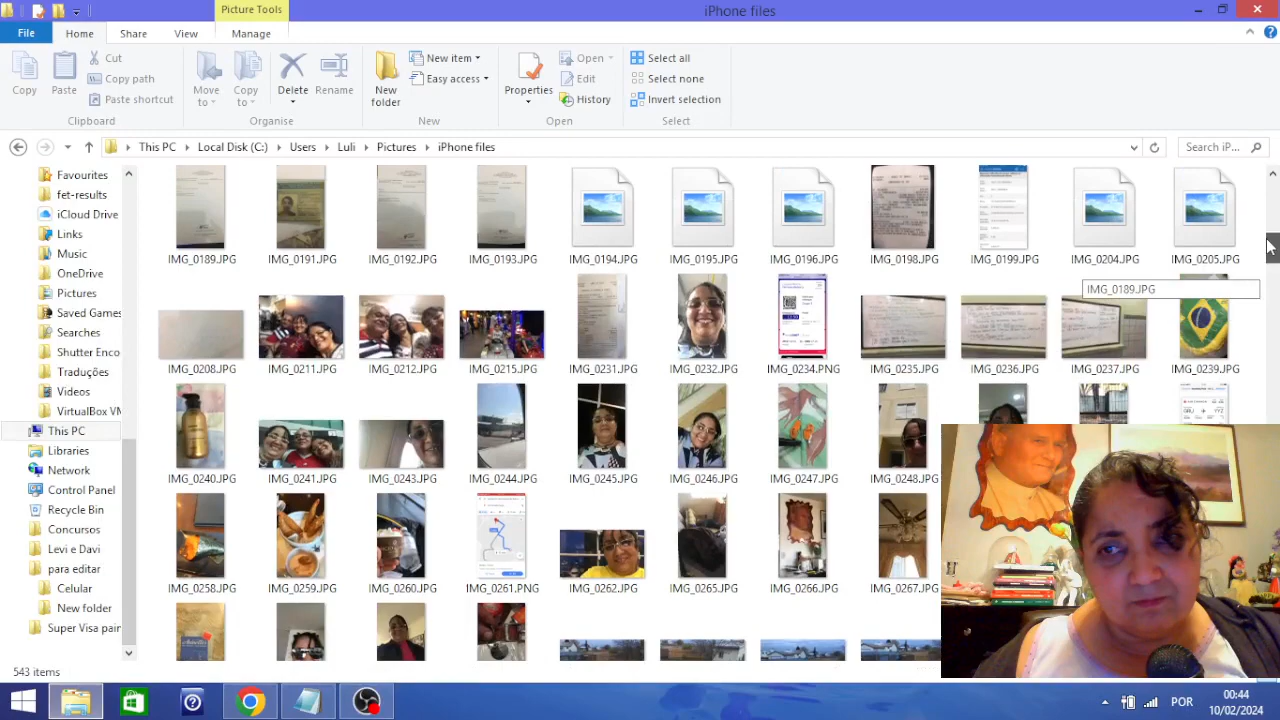 Picture Tools
iPhone files
File
Home
Share
View
Manage
Copy
Paste
Cut
Copy path
Paste shortcut
Move to
Copy to
Delete
Rename
New folder
New item
Easy access
Properties
Open
Edit
History
Select all
Select none
Invert selection
Clipboard
Organise
New
Open
Select
This PC
Local Disk (C:)
Users
Luli
Pictures
iPhone files
Search iP...
Favourites
fet-results
iCloud Drive
Links
Music
OneDrive
Pictures
Saved Games
Search
Shutter Enco
Traduções
Videos
VirtualBox VM
This PC
Libraries
Network
Control Panel
Recycle Bin
Concursos
Levi e Davi
para editar
Celular
New folder
Super Visa pair
IMG_0189.JPG
IMG_0192.JPG
IMG_0193.JPG
IMG_0194.JPG
IMG_0195.JPG
IMG_0196.JPG
IMG_0198.JPG
IMG_0199.JPG
IMG_0204.JPG
IMG_0205.JPG
IMG_0189.JPG
IMG_0208.JPG
IMG_0211.JPG
IMG_0212.JPG
IMG_0215.JPG
IMG_0231.JPG
IMG_0232.JPG
IMG_0234.PNG
IMG_0235.JPG
IMG_0236.JPG
IMG_0237.JPG
IMG_0239.JPG
IMG_0240.JPG
IMG_0241.JPG
IMG_0243.JPG
IMG_0244.JPG
IMG_0245.JPG
IMG_0246.JPG
IMG_0247.JPG
IMG_0248.JPG
GRU YYZ
IMG_0258.JPG
IMG_0259.JPG
IMG_0260.JPG
IMG_0261.PNG
IMG_0262.JPG
IMG_0265.JPG
IMG_0266.JPG
IMG_0267.JPG
543 items
POR
00:44
10/02/2024